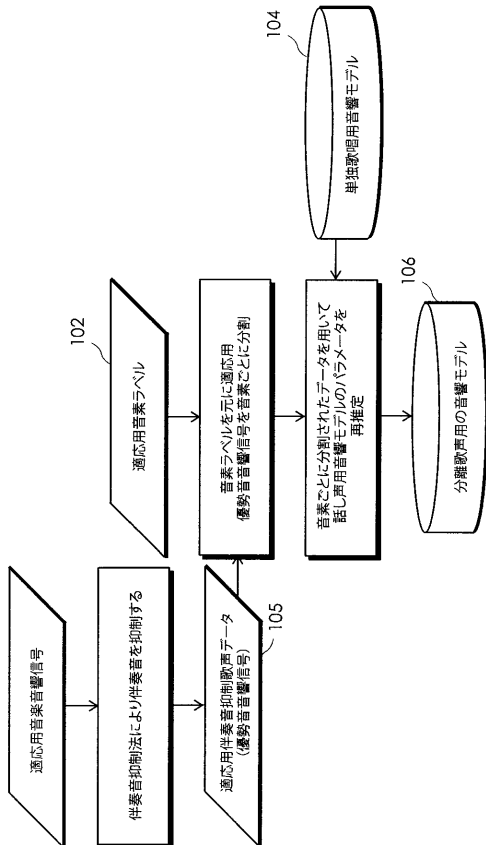 適応用音楽音響信号
伴奏音抑制法により伴奏音を抑制する
適応用伴奏音抑制歌声データ
(優勢音音響信号)
105
102
適応用音素ラベル
音素ラベルを元に適応用
優勢音音響信号を音素ごとに分割
音素ごとに分割されたデータを用いて
話し声用音響モデルのパラメータを
再推定
104
単独歌唱用音響モデル
106
分離歌声用の音響モデル